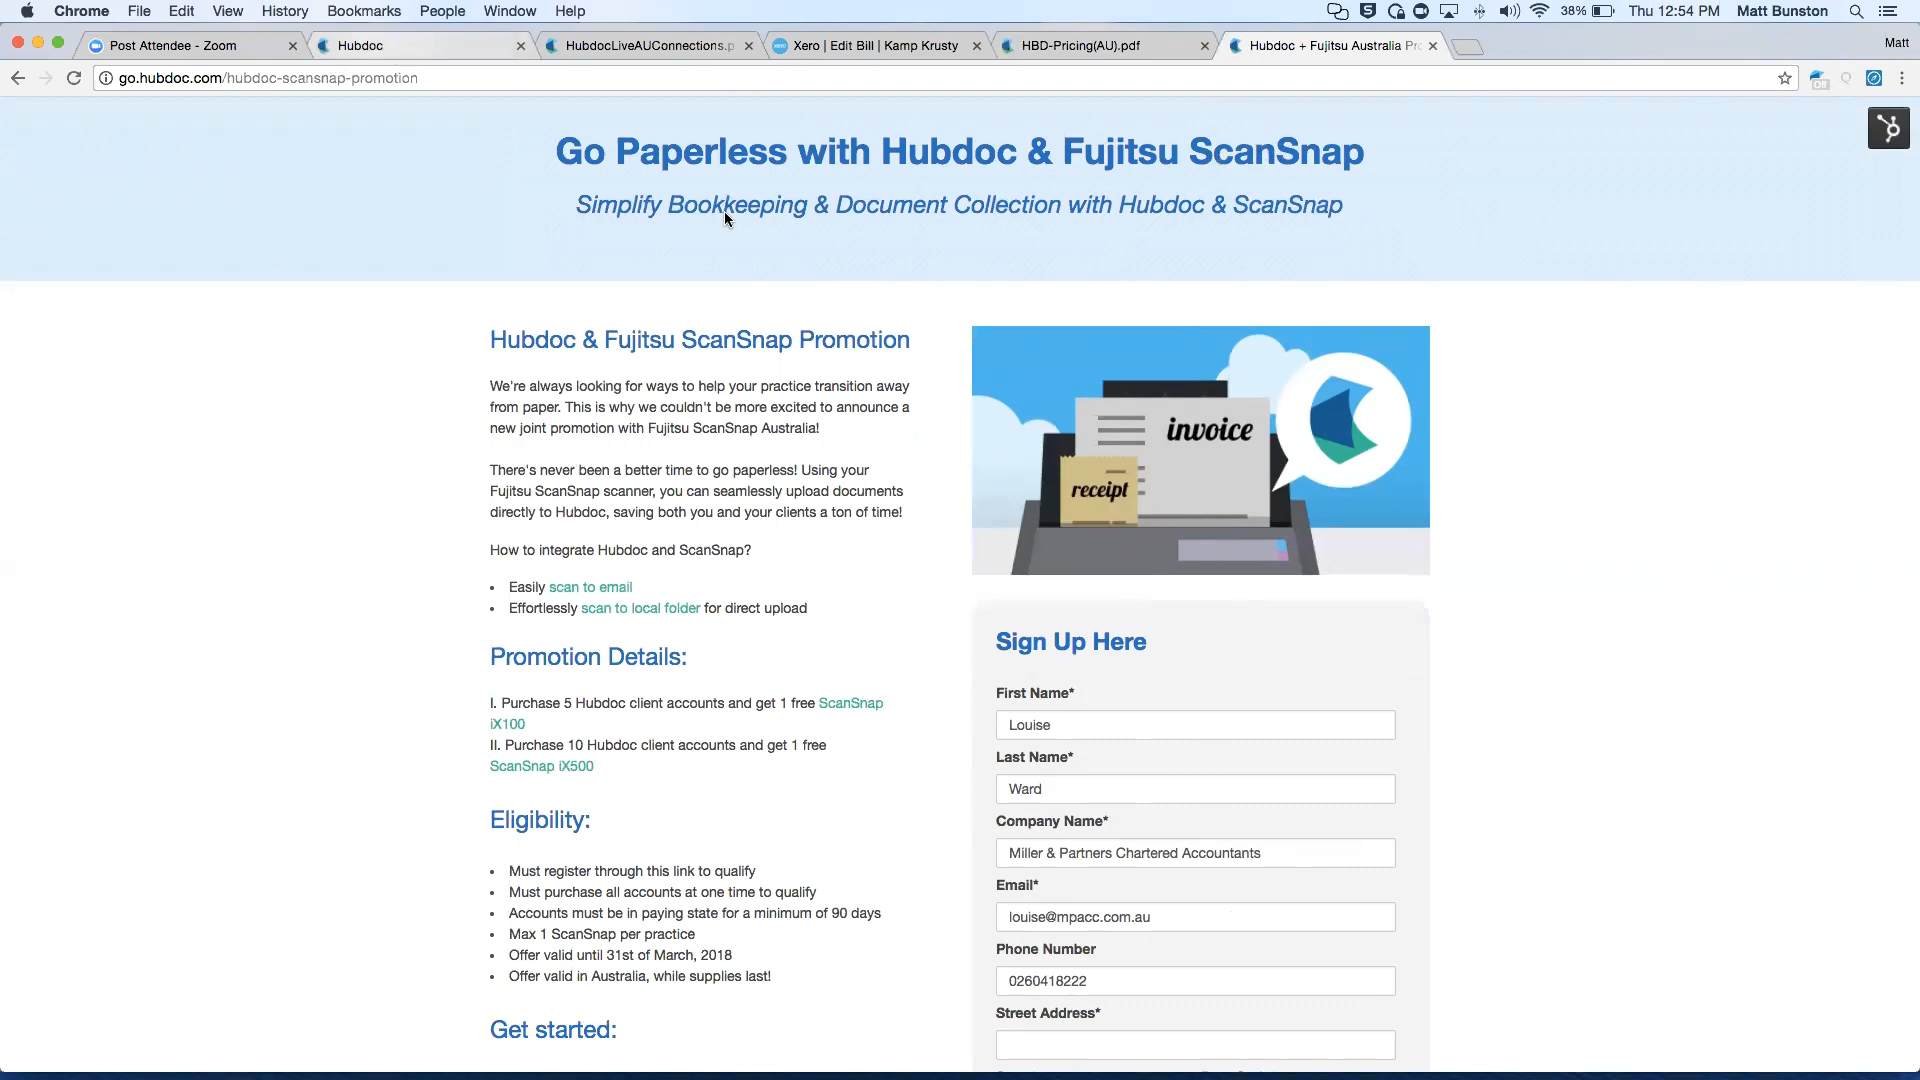 Chrome File Edit View History Bookmarks People Window Help 38% Thu 12:54 PM Matt Bunston
Post Attendee - Zoom Hubdoc HubdocLiveAUConnections.p Xero | Edit Bill | Kamp Krusty HBD-Pricing(AU).pdf Hubdoc + Fujitsu Australia Pr Matt
go.hubdoc.com/hubdoc-scansnap-promotion
Off
Go Paperless with Hubdoc & Fujitsu ScanSnap
Simplify Bookkeeping & Document Collection with Hubdoc & ScanSnap
Hubdoc & Fujitsu ScanSnap Promotion
We're always looking for ways to help your practice transition away
from paper. This is why we couldn't be more excited to announce a
new joint promotion with Fujitsu ScanSnap Australia!
There's never been a better time to go paperless! Using your
Fujitsu ScanSnap scanner, you can seamlessly upload documents
directly to Hubdoc, saving both you and your clients a ton of time!
How to integrate Hubdoc and ScanSnap?
• Easily scan to email
• Effortlessly scan to local folder for direct upload
Promotion Details:
I. Purchase 5 Hubdoc client accounts and get 1 free ScanSnap
iX100
II. Purchase 10 Hubdoc client accounts and get 1 free
ScanSnap iX500
Eligibility:
• Must register through this link to qualify
• Must purchase all accounts at one time to qualify
• Accounts must be in paying state for a minimum of 90 days
• Max 1 ScanSnap per practice
• Offer valid until 31st of March, 2018
• Offer valid in Australia, while supplies last!
Get started:
invoice
receipt
Sign Up Here
First Name*
Louise
Last Name*
Ward
Company Name*
Miller & Partners Chartered Accountants
Email*
louise@mpacc.com.au
Phone Number
0260418222
Street Address*